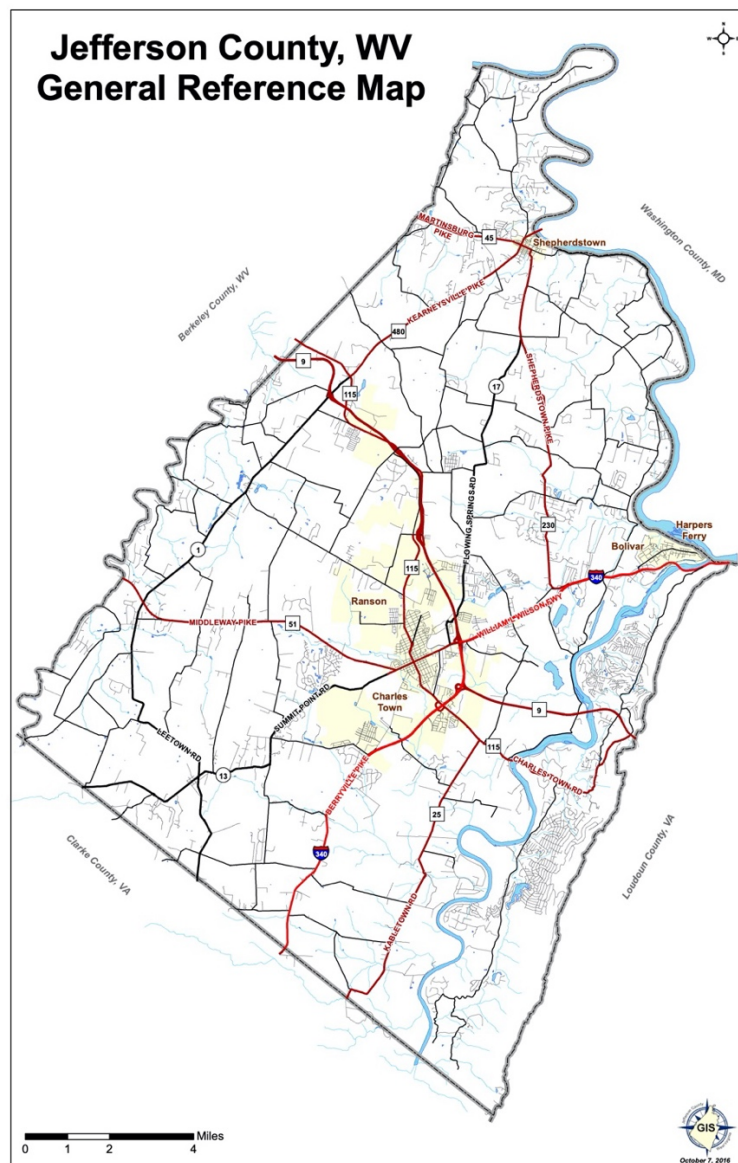 Jefferson County, WV
General Reference Map
Washington County, MD
MARTINSBURG
PIKE
45
Shepherdstown
Berkeley County, WV
KEARNEYSVILLE PIKE
480
9
115
17
SHEPHERDSTOWN PIKE
FLOWING SPRINGS RD
230
Harpers
Ferry
Bolivar
1
115
340
Ranson
WILLIAM L WILSON FWY
MIDDLEWAY PIKE
51
Charles
Town
SUMMIT POINT RD
9
LEETOWN RD
115
CHARLES TOWN RD
13
BERRYVILLE PIKE
25
340
Clarke County, VA
Loudoun County, VA
KABLETOWN RD
Miles
0 1 2 4
GIS
October 7, 2016